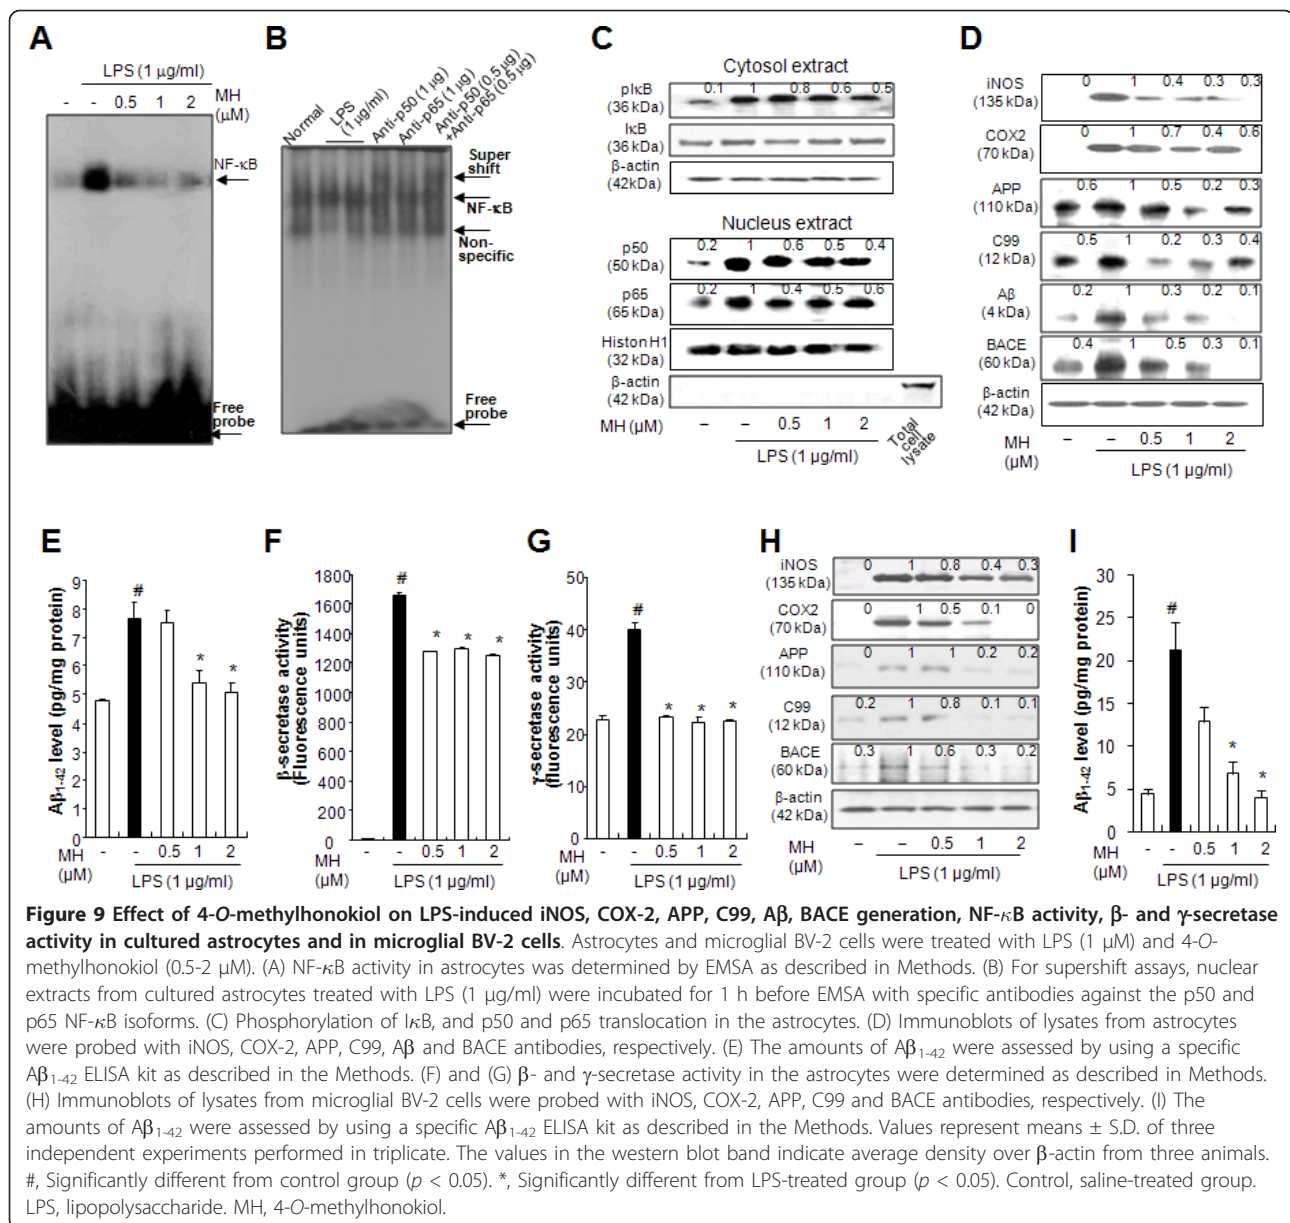 A
LPS (1 μg/ml)
- - 0.5 1 2 MH (μM)
NF-κB
Free probe
B
Normal
LPS (1 μg/ml)
Anti-p50 (1 μg)
Anti-p65 (1 μg)
Anti-p50 (0.5 μg)
+Anti-p65 (0.5 μg)
Super shift
NF-κB
Non-specific
Free probe
C
Cytosol extract
pIκB (36 kDa) 0.1 1 0.8 0.6 0.5
IκB (36 kDa)
β-actin (42kDa)
Nucleus extract
p50 (50 kDa) 0.2 1 0.6 0.5 0.4
p65 (65 kDa) 0.2 1 0.4 0.5 0.6
Histon H1 (32 kDa)
β-actin (42 kDa)
MH (μM) – – 0.5 1 2
LPS (1 μg/ml)
Total cell lysate
D
iNOS (135 kDa) 0 1 0.4 0.3 0.3
COX2 (70 kDa) 0 1 0.7 0.4 0.6
APP (110 kDa) 0.6 1 0.5 0.2 0.3
C99 (12 kDa) 0.5 1 0.2 0.3 0.4
Aβ (4 kDa) 0.2 1 0.3 0.2 0.1
BACE (60 kDa) 0.4 1 0.5 0.3 0.1
β-actin (42 kDa)
MH (μM) – – 0.5 1 2
LPS (1 μg/ml)
E
Aβ1-42 level (pg/mg protein)
9
8
7
6
5
4
3
2
1
0
#
* *
MH (μM) - - 0.5 1 2
LPS (1 μg/ml)
F
β-secretase activity
(Fluorescence units)
1800
1600
1400
1200
1000
800
600
400
200
0
#
* * *
MH (μM) - - 0.5 1 2
LPS (1 μg/ml)
G
γ-secretase activity
(fluorescence units)
50
40
30
20
10
0
#
* * *
MH (μM) - - 0.5 1 2
LPS (1 μg/ml)
H
iNOS (135 kDa) 0 1 0.8 0.4 0.3
COX2 (70 kDa) 0 1 0.5 0.1 0
APP (110 kDa) 0 1 1 0.2 0.2
C99 (12 kDa) 0.2 1 0.8 0.1 0.1
BACE (60 kDa) 0.3 1 0.6 0.3 0.2
β-actin (42 kDa)
MH (μM) – – 0.5 1 2
LPS (1 μg/ml)
I
Aβ1-42 level (pg/mg protein)
30
25
20
15
10
5
0
#
* *
MH (μM) - - 0.5 1 2
LPS (1 μg/ml)
Figure 9 Effect of 4-O-methylhonokiol on LPS-induced iNOS, COX-2, APP, C99, Aβ, BACE generation, NF-κB activity, β- and γ-secretase
activity in cultured astrocytes and in microglial BV-2 cells. Astrocytes and microglial BV-2 cells were treated with LPS (1 μM) and 4-O-
methylhonokiol (0.5-2 μM). (A) NF-κB activity in astrocytes was determined by EMSA as described in Methods. (B) For supershift assays, nuclear
extracts from cultured astrocytes treated with LPS (1 μg/ml) were incubated for 1 h before EMSA with specific antibodies against the p50 and
p65 NF-κB isoforms. (C) Phosphorylation of IκB, and p50 and p65 translocation in the astrocytes. (D) Immunoblots of lysates from astrocytes
were probed with iNOS, COX-2, APP, C99, Aβ and BACE antibodies, respectively. (E) The amounts of Aβ1-42 were assessed by using a specific
Aβ1-42 ELISA kit as described in the Methods. (F) and (G) β- and γ-secretase activity in the astrocytes were determined as described in Methods.
(H) Immunoblots of lysates from microglial BV-2 cells were probed with iNOS, COX-2, APP, C99 and BACE antibodies, respectively. (I) The
amounts of Aβ1-42 were assessed by using a specific Aβ1-42 ELISA kit as described in the Methods. Values represent means ± S.D. of three
independent experiments performed in triplicate. The values in the western blot band indicate average density over β-actin from three animals.
#, Significantly different from control group (p < 0.05). *, Significantly different from LPS-treated group (p < 0.05). Control, saline-treated group.
LPS, lipopolysaccharide. MH, 4-O-methylhonokiol.